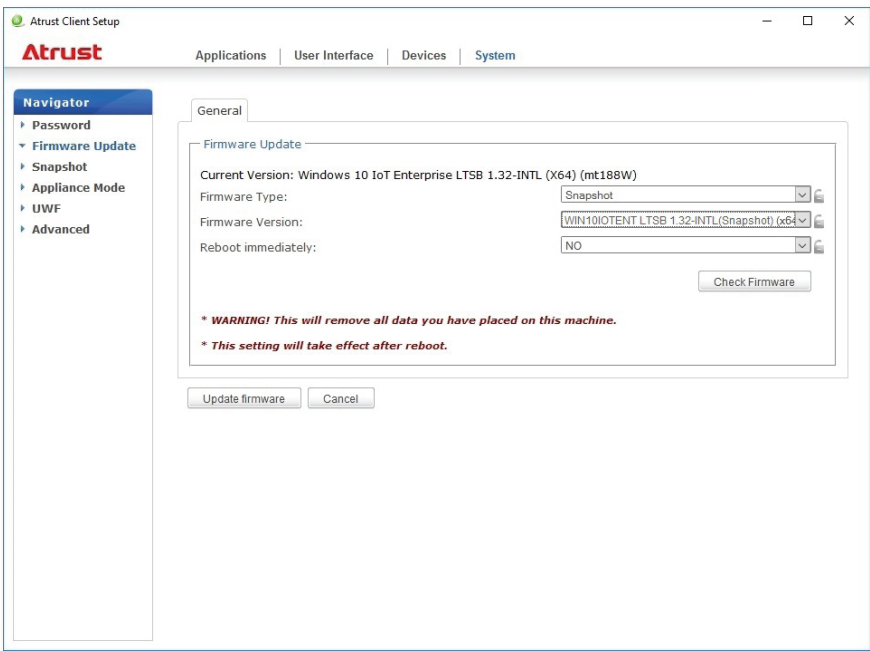 Atrust Client Setup
Atrust
Applications | User Interface | Devices | System
Navigator
Password
Firmware Update
Snapshot
Appliance Mode
UWF
Advanced
General
Firmware Update
Current Version: Windows 10 IoT Enterprise LTSB 1.32-INTL (X64) (mt188W)
Firmware Type: Snapshot
Firmware Version: WIN10IOTENT LTSB 1.32-INTL(Snapshot) (x64
Reboot immediately: NO
Check Firmware
* WARNING! This will remove all data you have placed on this machine.
* This setting will take effect after reboot.
Update firmware Cancel